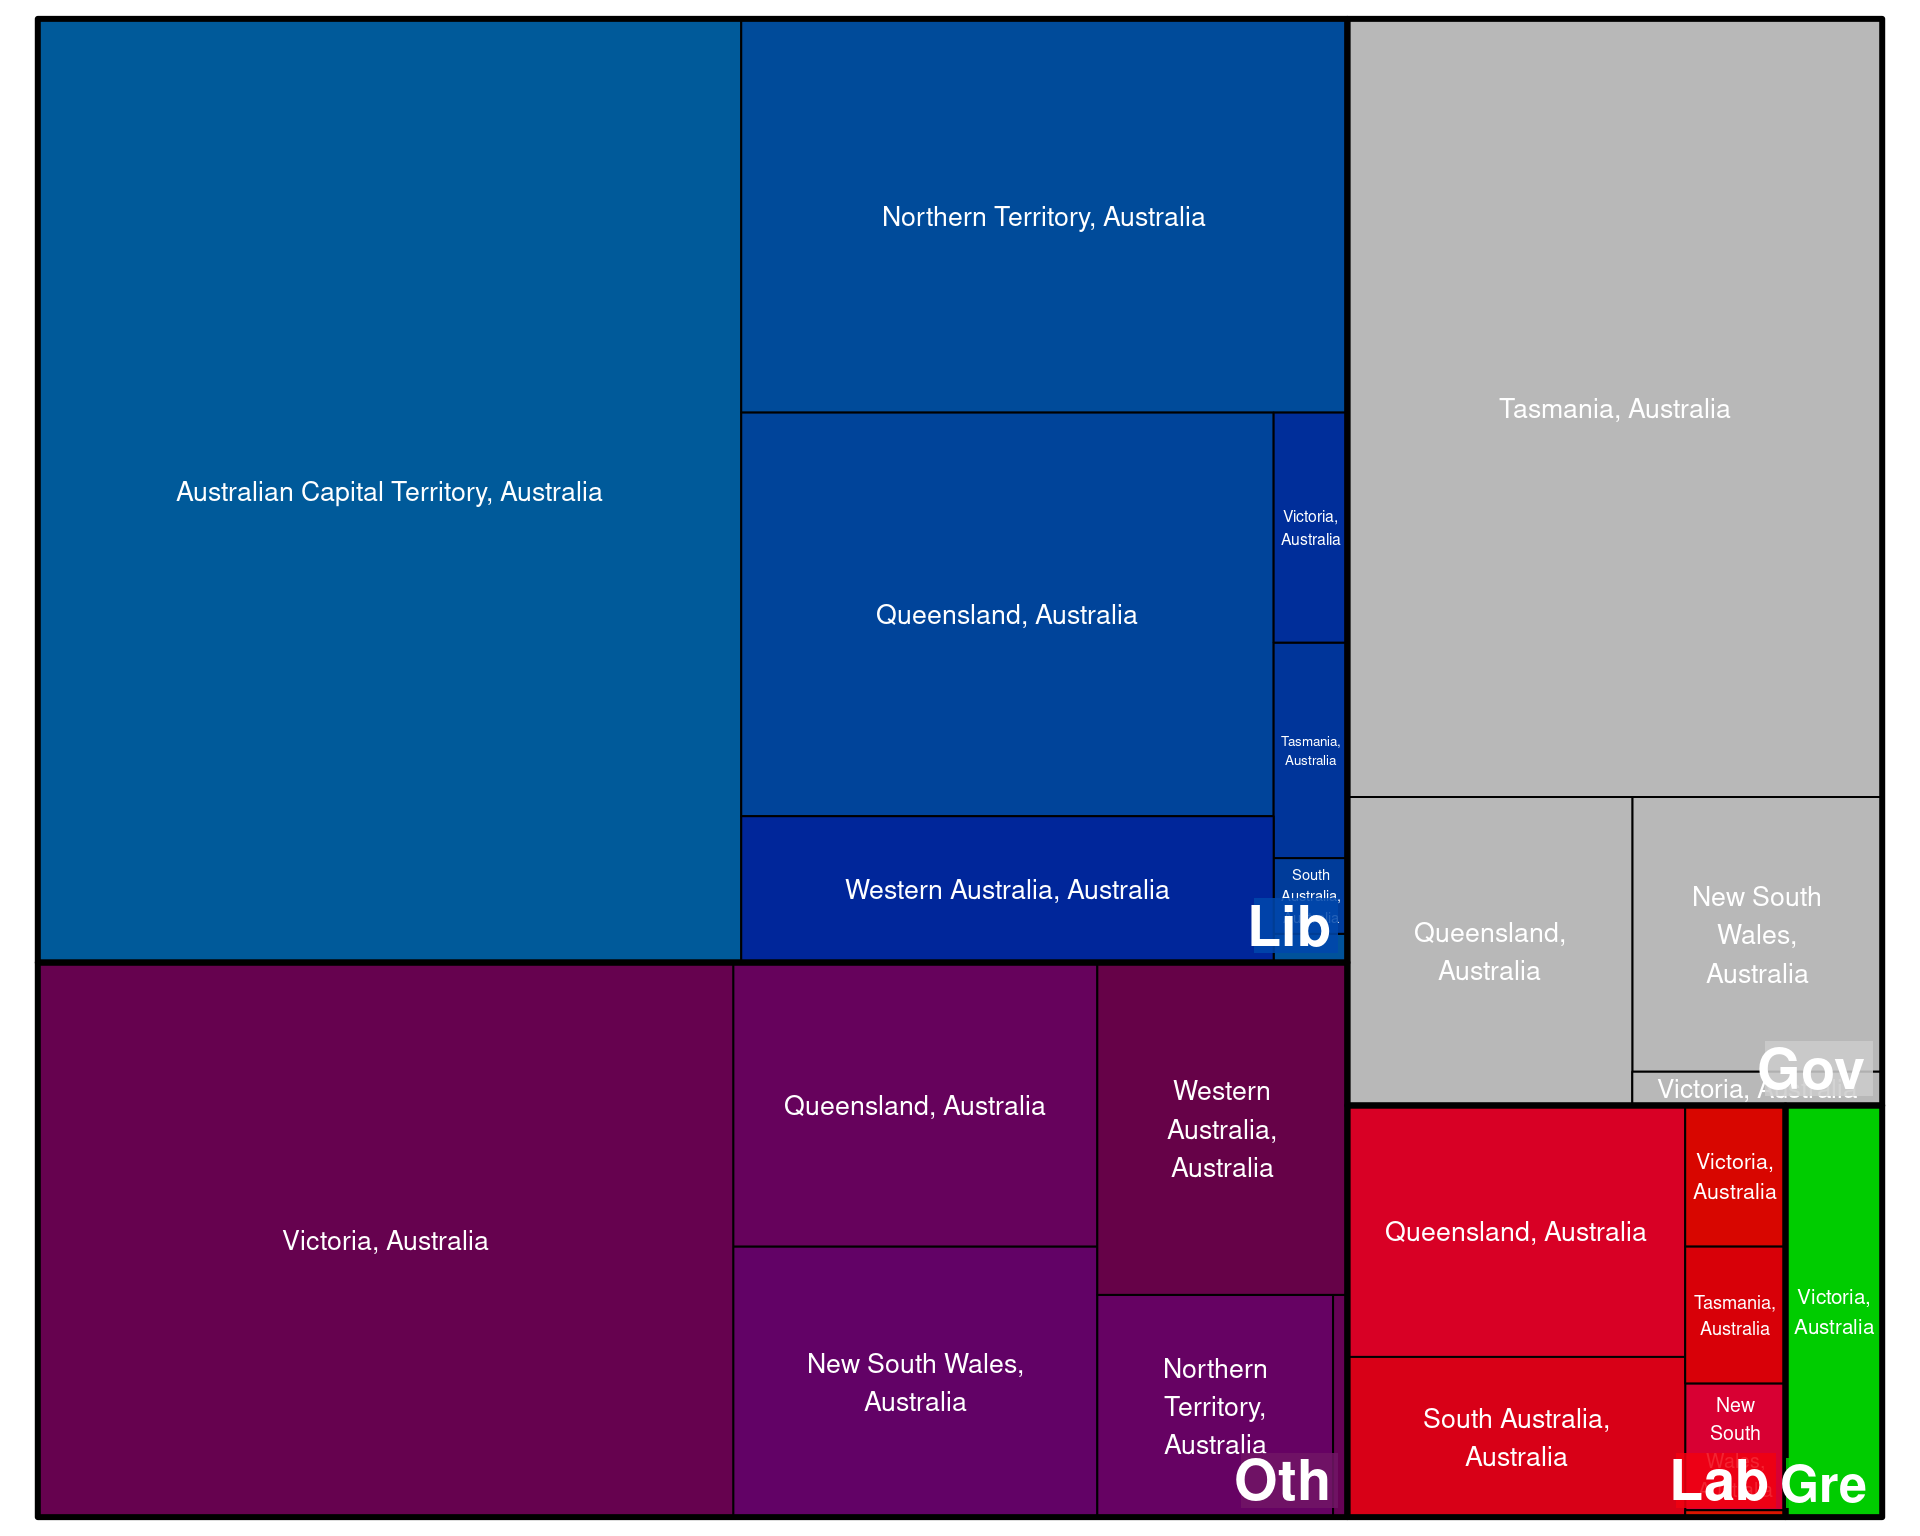 Australian Capital Territory, Australia
Northern Territory, Australia
Queensland, Australia
Victoria,
Australia
Tasmania,
Australia
South
Australia,
Western Australia, Australia
Lib
Tasmania, Australia
Queensland,
Australia
New South
Wales,
Australia
Victoria, Australia
Gov
Victoria, Australia
Queensland, Australia
New South Wales,
Australia
Western
Australia,
Australia
Northern
Territory,
Australia
Oth
Queensland, Australia
South Australia,
Australia
Victoria,
Australia
Tasmania,
Australia
New
South
Wales,
Lab
Victoria,
Australia
Gre